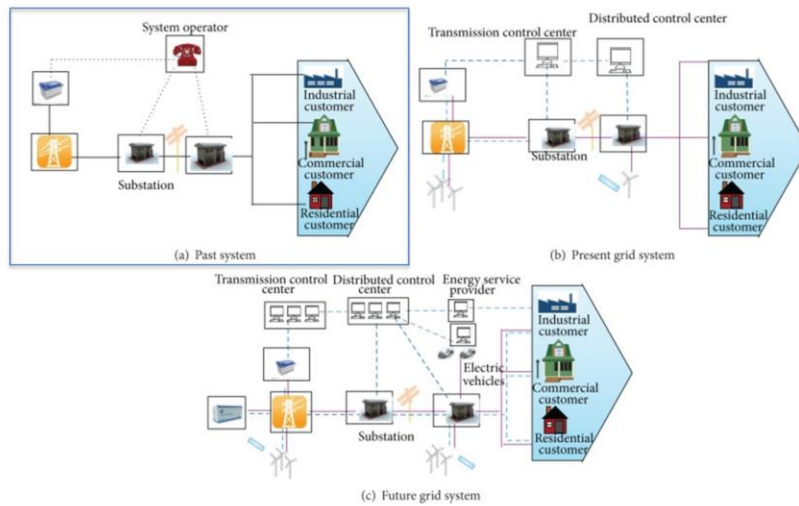 System operator
Substation
Industrial
customer
Commercial
customer
Residential
customer
(a) Past system
Transmission control center
Distributed control center
Substation
Industrial
customer
Commercial
customer
Residential
customer
(b) Present grid system
Transmission control
center
Distributed control
center
Energy service
provider
Electric
vehicles
Substation
Industrial
customer
Commercial
customer
Residential
customer
(c) Future grid system